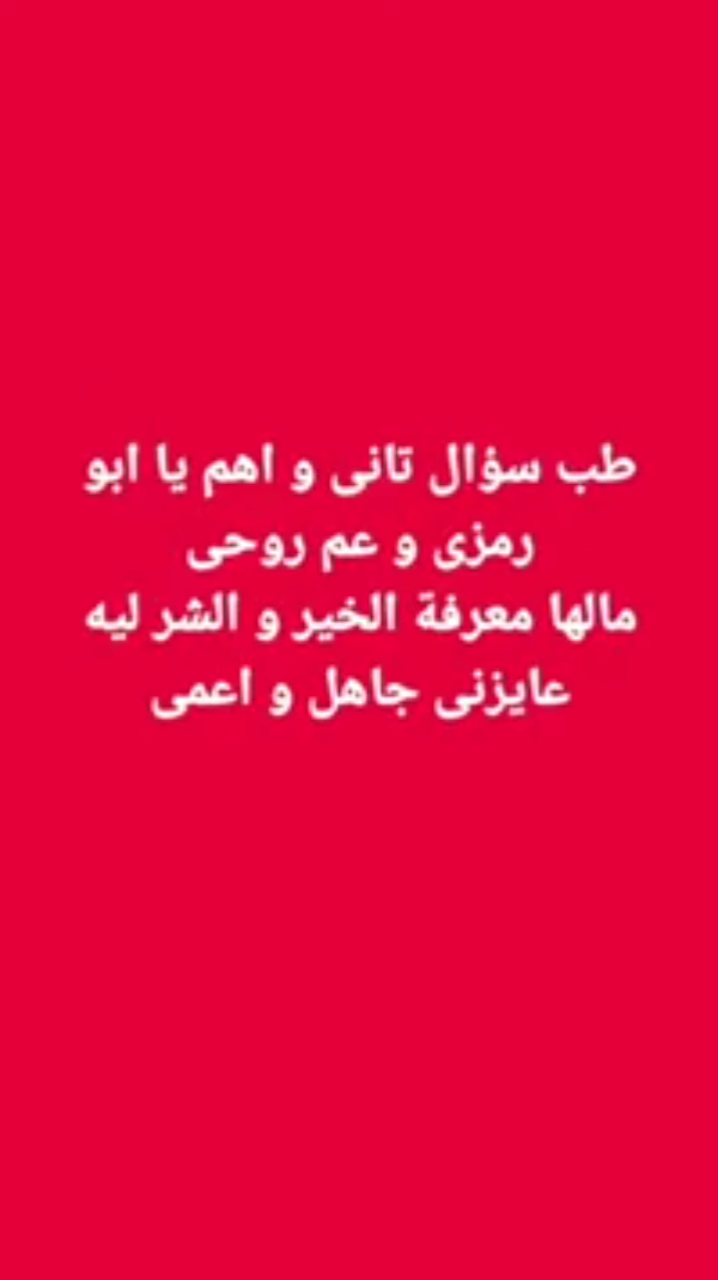 طب سؤال تانى و اهم يا ابو
رمزى و عم روحى
مالها معرفة الخير و الشر ليه
عايزنى جاهل و اعمى